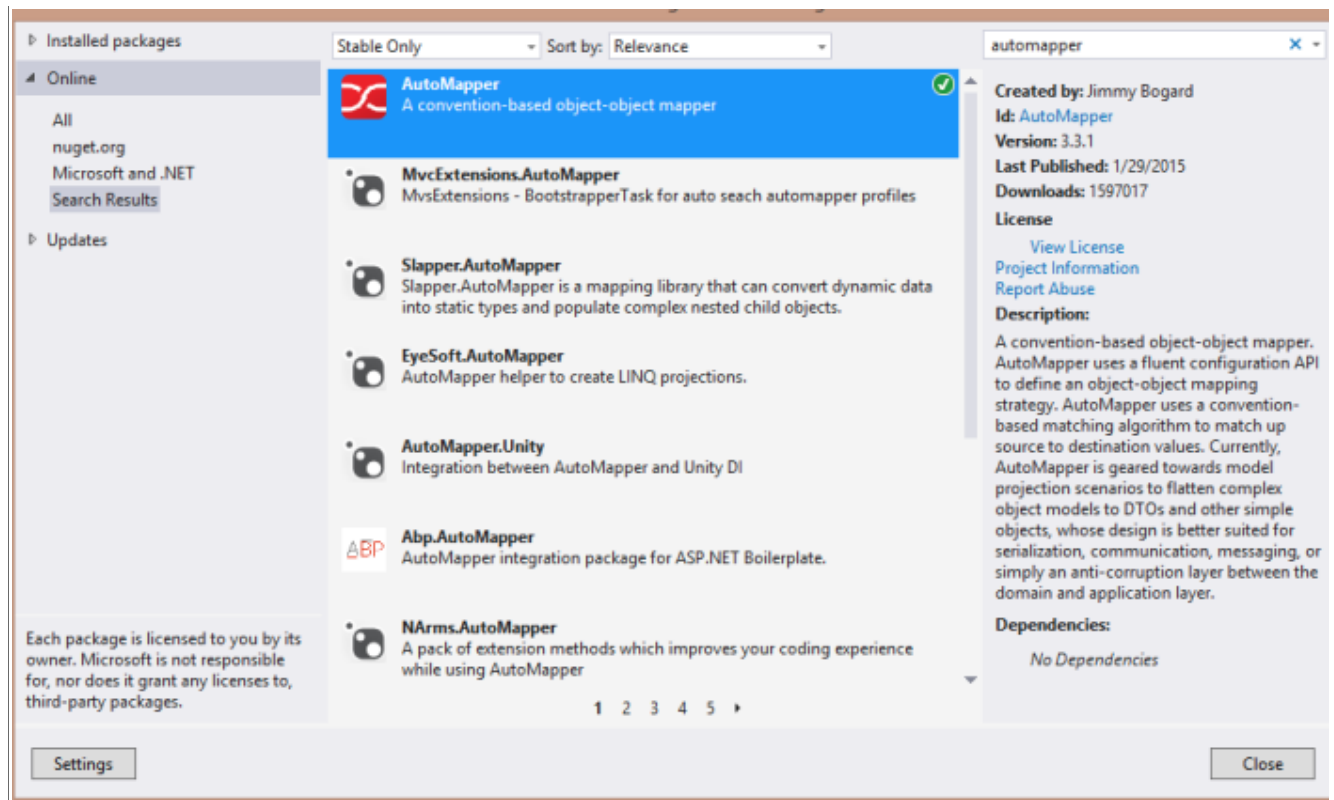 Installed packages
Online
All
nuget.org
Microsoft and .NET
Search Results
Updates
Each package is licensed to you by its
owner. Microsoft is not responsible
for, nor does it grant any licenses to,
third-party packages.
Settings
Stable Only
Sort by: Relevance
AutoMapper
A convention-based object-object mapper
MvcExtensions.AutoMapper
MvsExtensions - BootstrapperTask for auto seach automapper profiles
Slapper.AutoMapper
Slapper.AutoMapper is a mapping library that can convert dynamic data
into static types and populate complex nested child objects.
EyeSoft.AutoMapper
AutoMapper helper to create LINQ projections.
AutoMapper.Unity
Integration between AutoMapper and Unity DI
ABP
Abp.AutoMapper
AutoMapper integration package for ASP.NET Boilerplate.
NArms.AutoMapper
A pack of extension methods which improves your coding experience
while using AutoMapper
1 2 3 4 5
automapper
Created by: Jimmy Bogard
Id: AutoMapper
Version: 3.3.1
Last Published: 1/29/2015
Downloads: 1597017
License
View License
Project Information
Report Abuse
Description:
A convention-based object-object mapper.
AutoMapper uses a fluent configuration API
to define an object-object mapping
strategy. AutoMapper uses a convention-
based matching algorithm to match up
source to destination values. Currently,
AutoMapper is geared towards model
projection scenarios to flatten complex
object models to DTOs and other simple
objects, whose design is better suited for
serialization, communication, messaging, or
simply an anti-corruption layer between the
domain and application layer.
Dependencies:
No Dependencies
Close